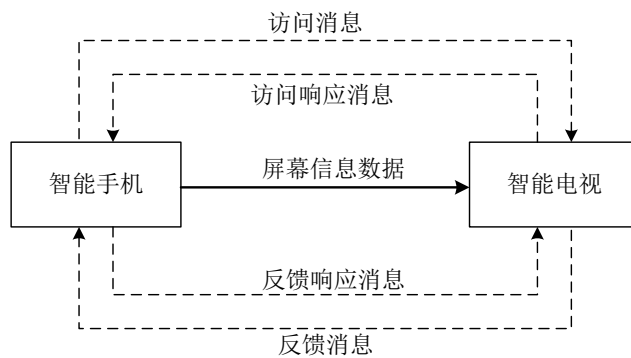 访问消息
访问响应消息
智能手机
屏幕信息数据
智能电视
反馈响应消息
反馈消息